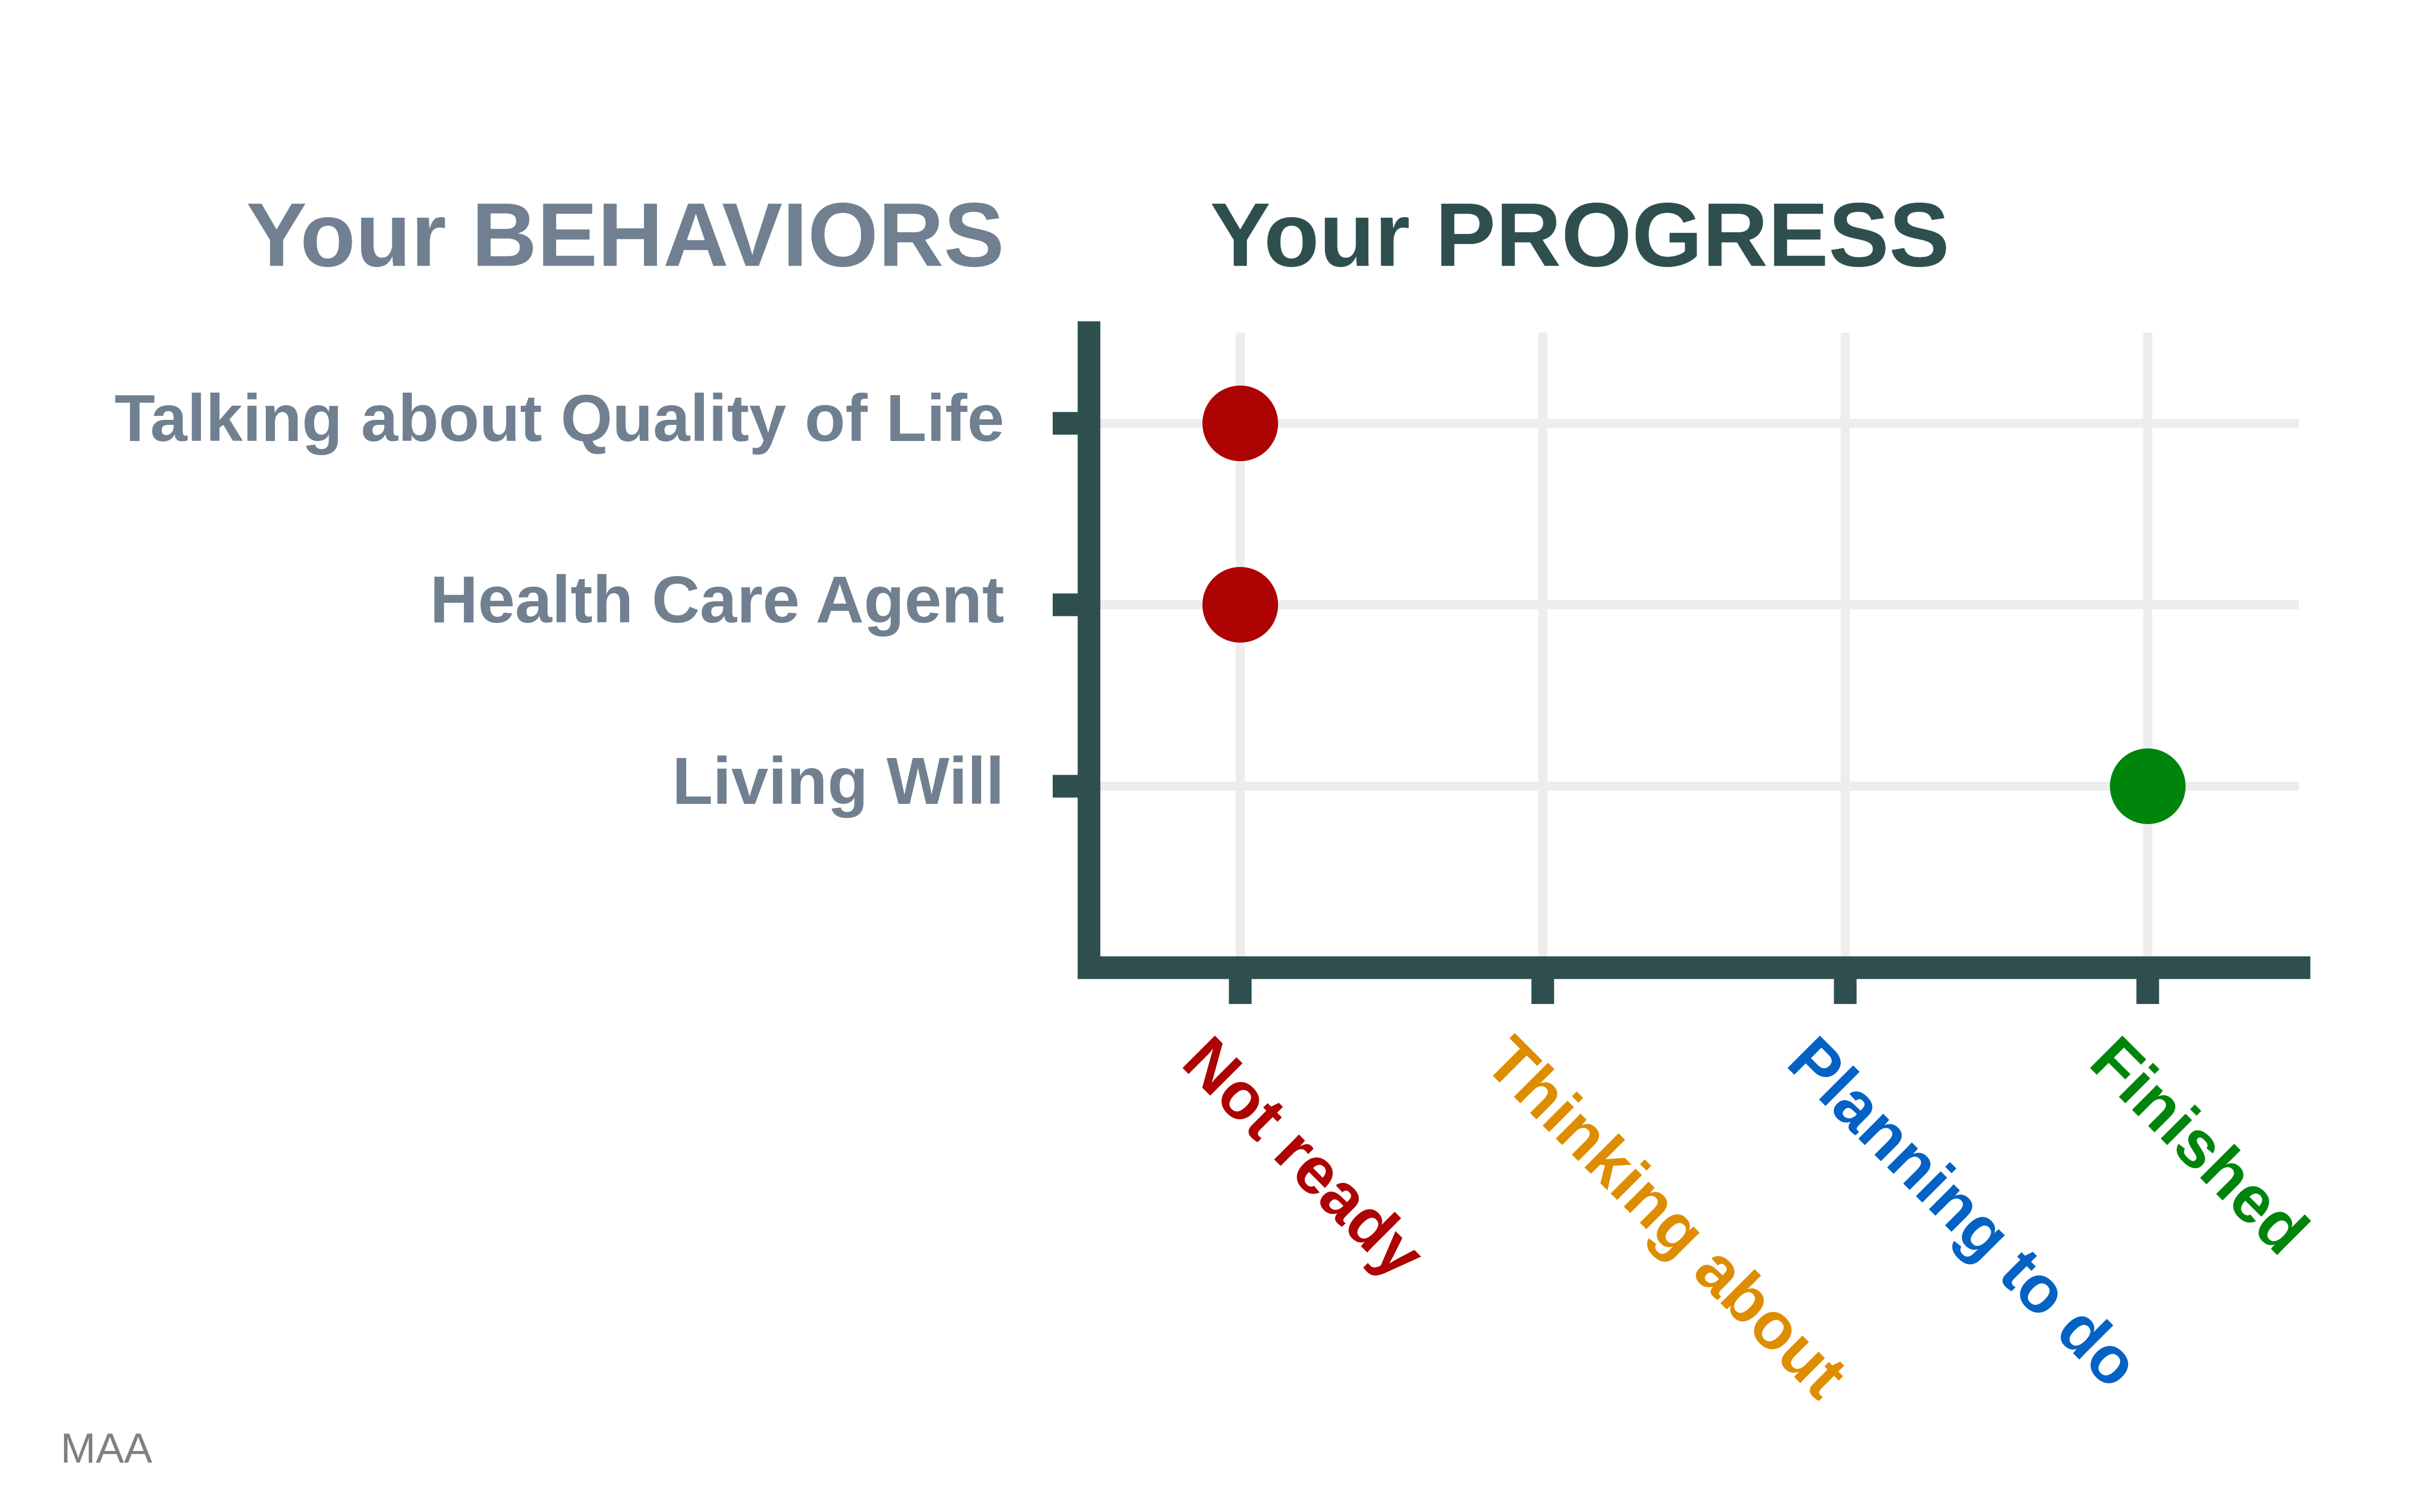 Your BEHAVIORS
Your PROGRESS
Talking about Quality of Life
Health Care Agent
Living Will
Not ready
Thinking about
Planning to do
Finished
MAA